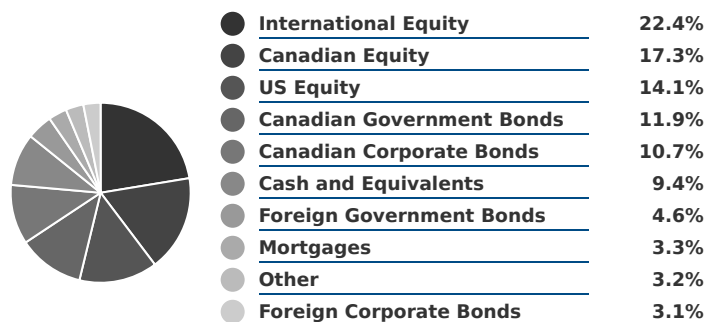 International Equity 22.4%
Canadian Equity 17.3%
US Equity 14.1%
Canadian Government Bonds 11.9%
Canadian Corporate Bonds 10.7%
Cash and Equivalents 9.4%
Foreign Government Bonds 4.6%
Mortgages 3.3%
Other 3.2%
Foreign Corporate Bonds 3.1%